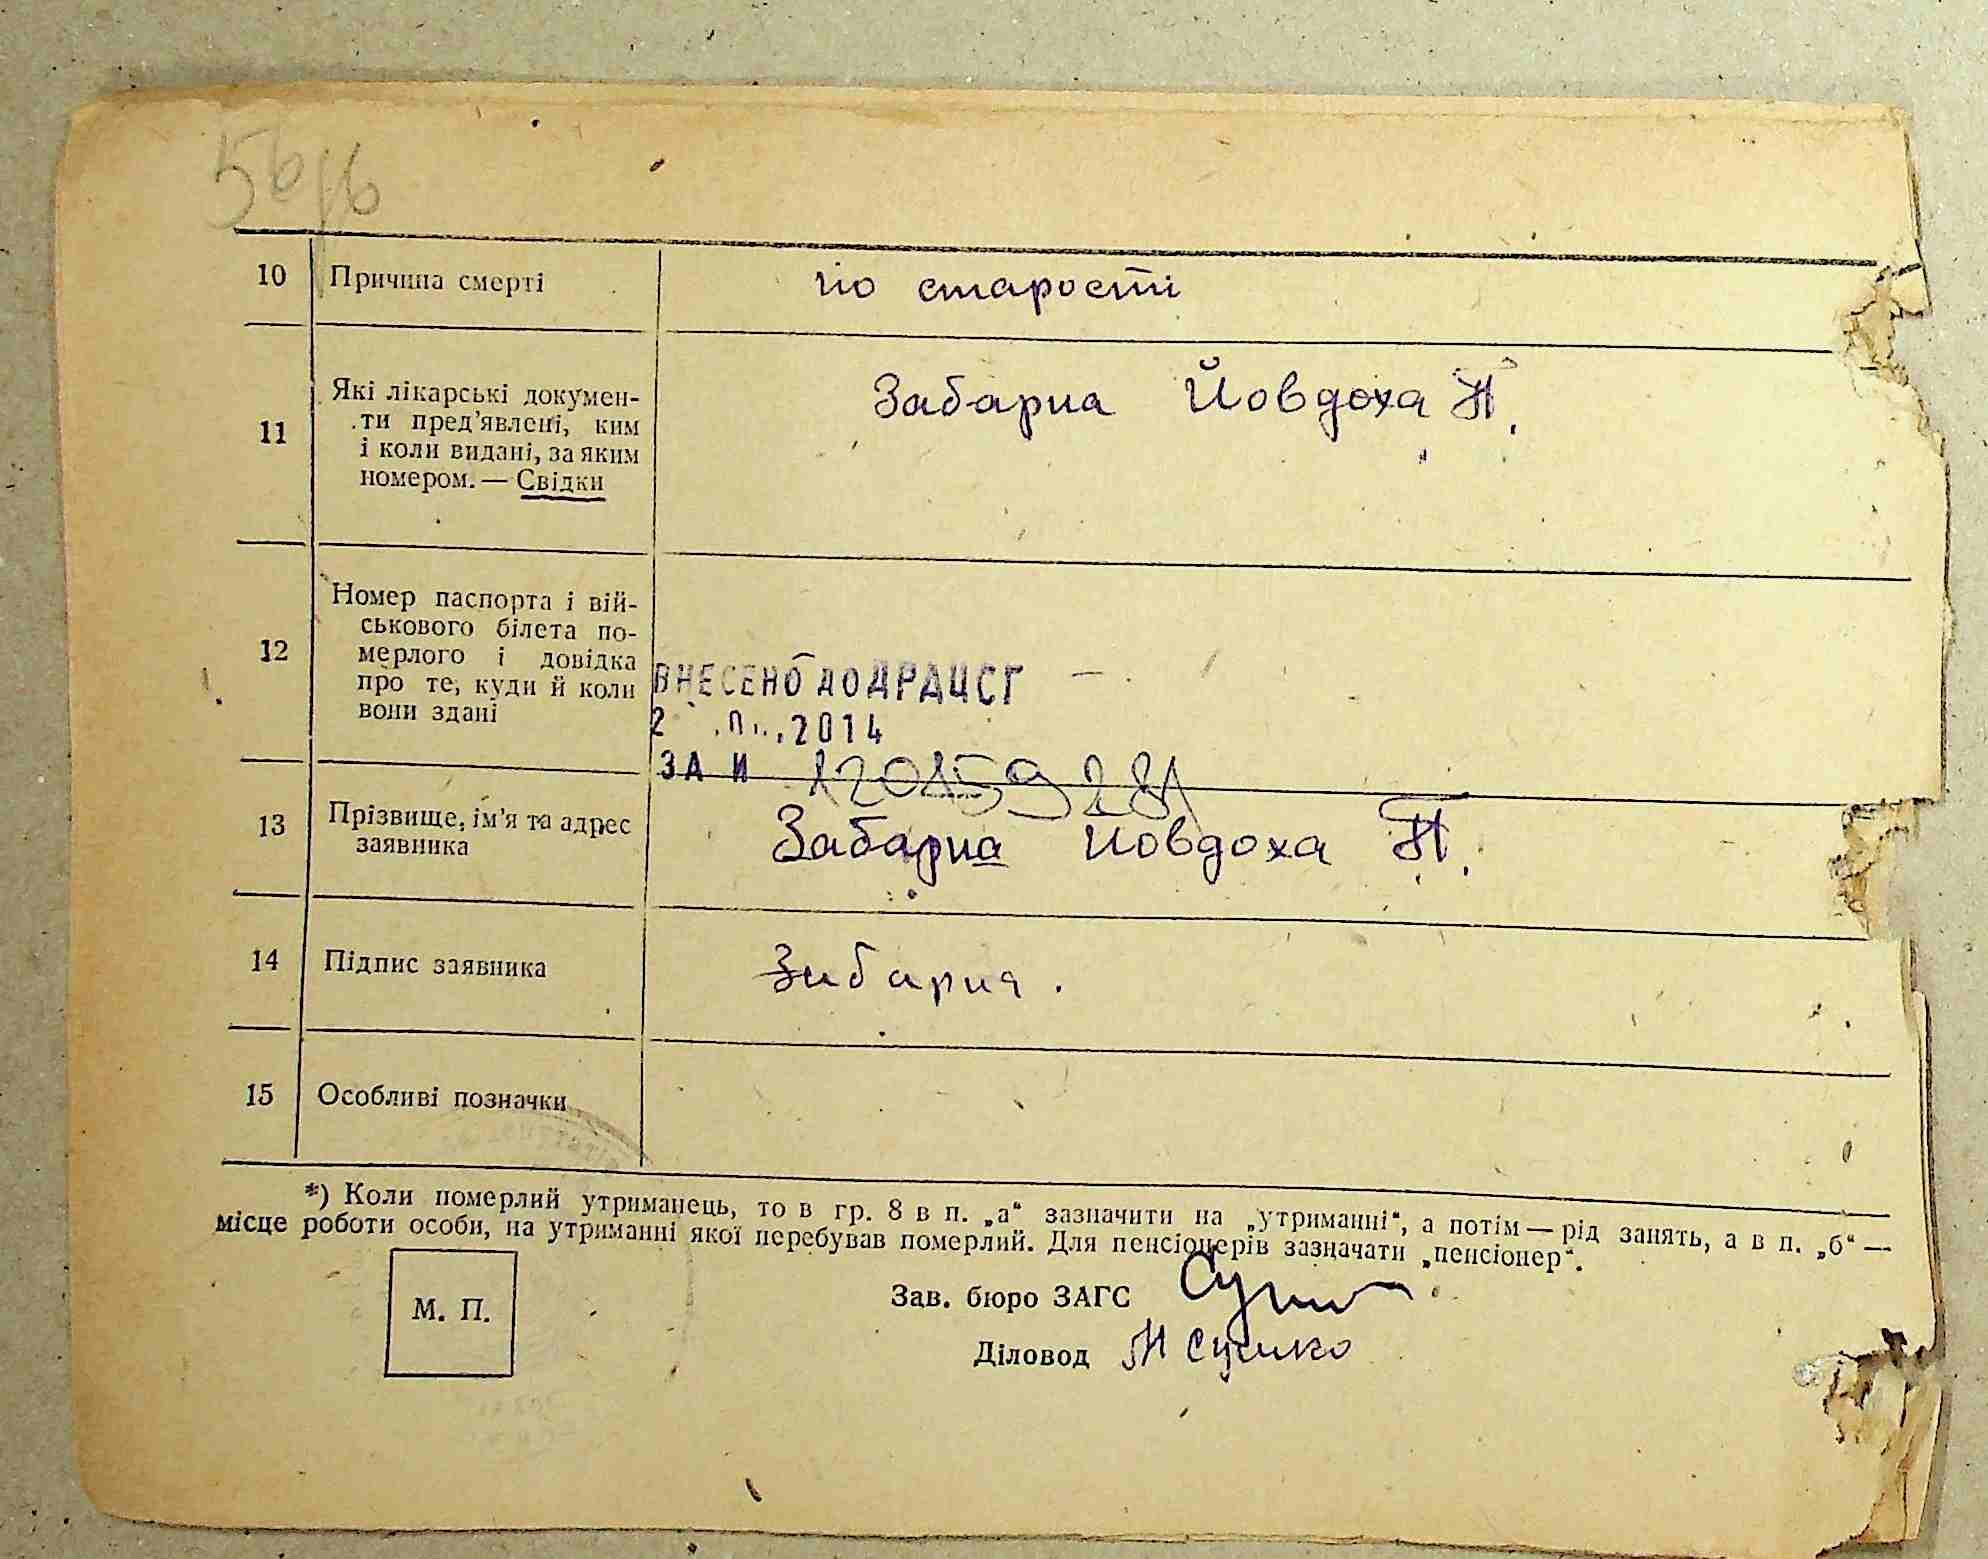 10 Причина смерті по старості
11 Які лікарські докумен-
ти пред'явлені, ким
і коли видані, за яким
номером. — Свідки
Забарна Йовдоха П.
12 Номер паспорта і вій-
ськового білета по-
мерлого і довідка
про те, куди й коли
вони здані
—
ВНЕСЕНО ДО ДРАЦСГ
2014
ЗА И
13 Прізвище, ім'я та адрес
заявника
Забарна Йовдоха П.
14 Підпис заявника Забарна.
15 Особливі позначки
*) Коли померлий утриманець, то в гр. 8 в п. „а“ зазначити на „утриманні“, а потім — рід занять, а в п. „б“ —
місце роботи особи, на утриманні якої перебував померлий. Для пенсіонерів зазначати „пенсіонер“.
М. П.
Зав. бюро ЗАГС
Діловод